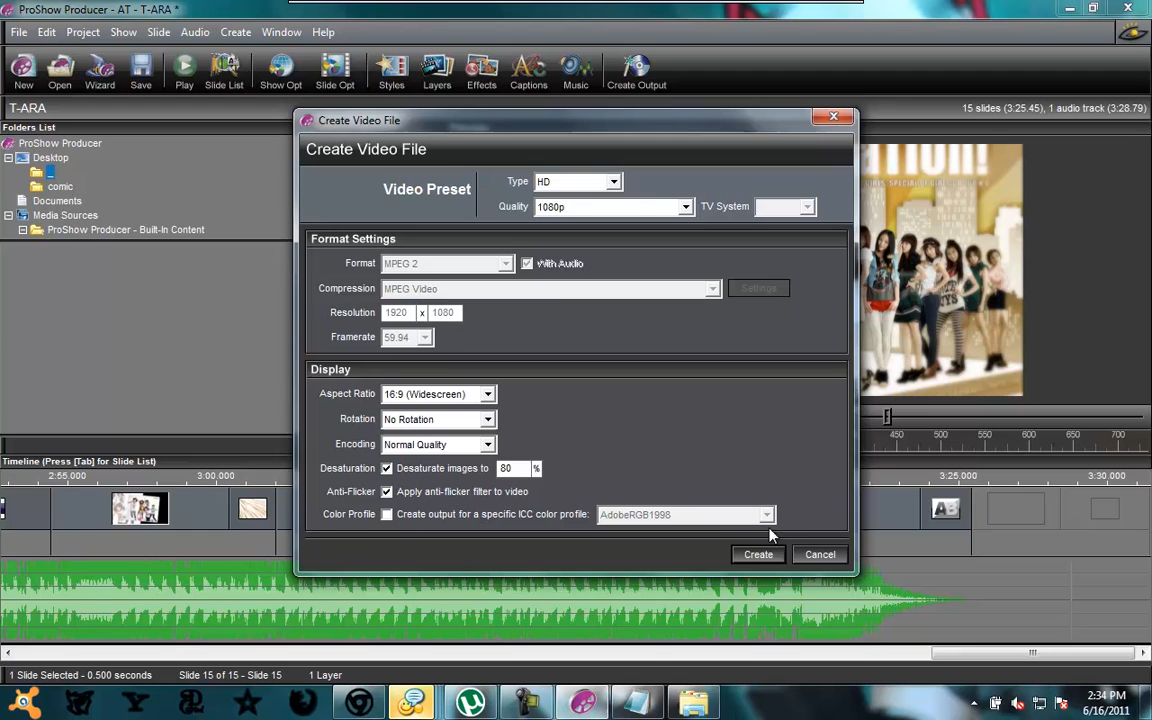 ProShow Producer - AT - T-ARA *
File Edit Project Show Slide Audio Create Window Help
New Open Wizard Save Play Slide List Show Opt Slide Opt Styles Layers Effects Captions Music Create Output
T-ARA
15 slides (3:25.45), 1 audio track (3:28.79)
Folders List
ProShow Producer
Desktop
comic
Documents
Media Sources
ProShow Producer - Built-In Content
Create Video File
Create Video File
Video Preset
Type HD
Quality 1080p TV System
Format Settings
Format MPEG 2 With Audio
Compression MPEG Video Settings
Resolution 1920 x 1080
Framerate 59.94
Display
Aspect Ratio 16:9 (Widescreen)
Rotation No Rotation
Encoding Normal Quality
Desaturation Desaturate images to 80 %
Anti-Flicker Apply anti-flicker filter to video
Color Profile Create output for a specific ICC color profile: AdobeRGB1998
Create Cancel
450 500 550 600 650 700
Timeline (Press [Tab] for Slide List)
2:55.000 3:00.000 3:25.000 3:30.000
1 Slide Selected - 0.500 seconds Slide 15 of 15 - Slide 15 1 Layer
2:34 PM
6/16/2011